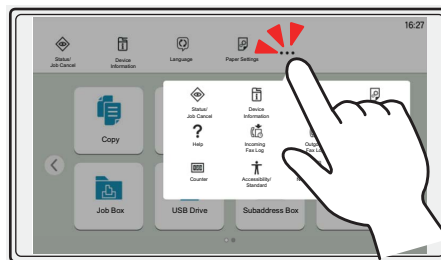 16:27
Status/
Job Cancel
Device
Information
Language
Paper Settings
Status/
Job Cancel
Device
Information
Help
Incoming
Fax Log
Outgo
Fax Lo
Counter
Accessibility/
Standard
Copy
Job Box
USB Drive
Subaddress Box